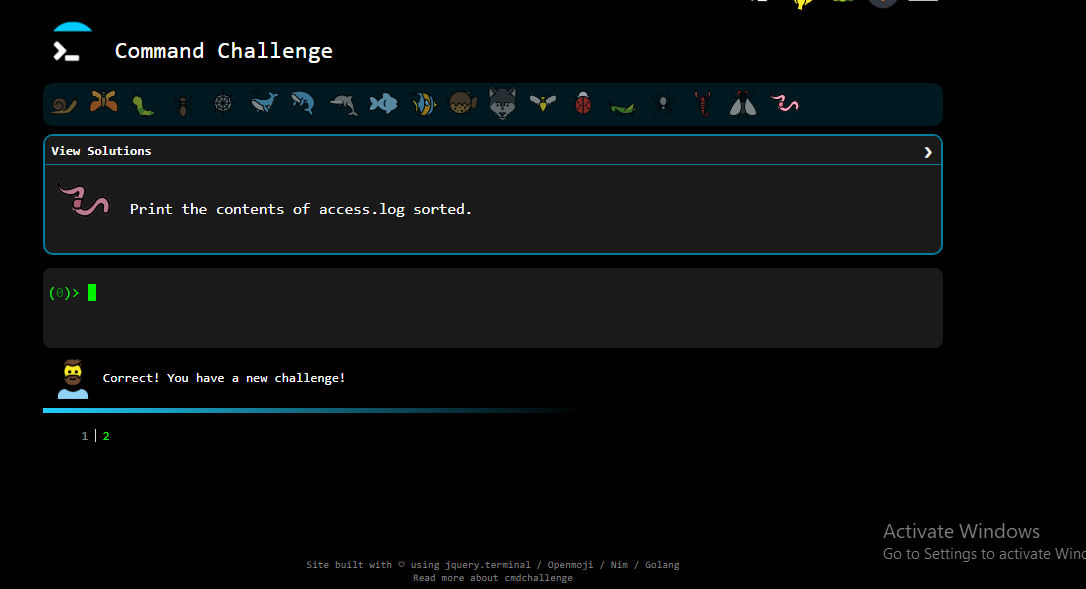 Command Challenge
View Solutions
Print the contents of access.log sorted.
(0)>
Correct! You have a new challenge!
1 | 2
Activate Windows
Go to Settings to activate Win
Site built with ♡ using jquery.terminal / Openmoji / Nim / Golang
Read more about cmdchallenge